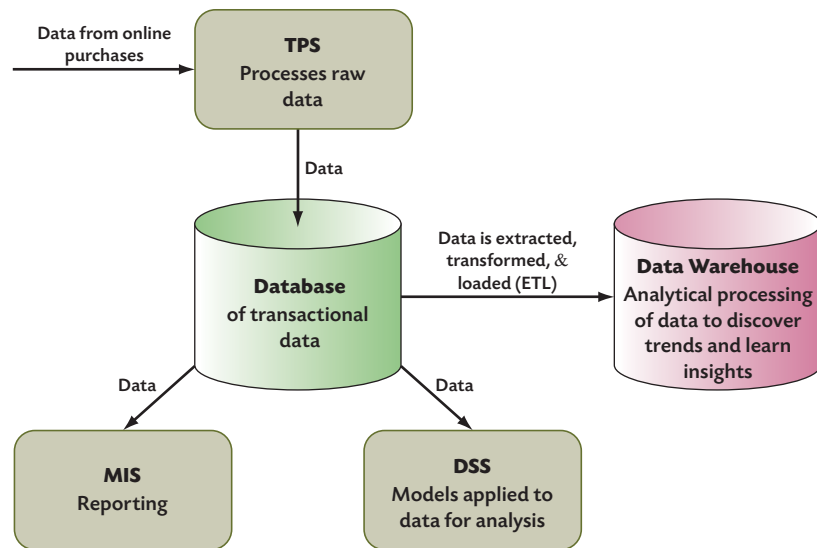 Data from online
purchases
TPS
Processes raw
data
Data
Database
of transactional
data
Data is extracted,
transformed, &
loaded (ETL)
Data Warehouse
Analytical processing
of data to discover
trends and learn
insights
Data
Data
MIS
Reporting
DSS
Models applied to
data for analysis